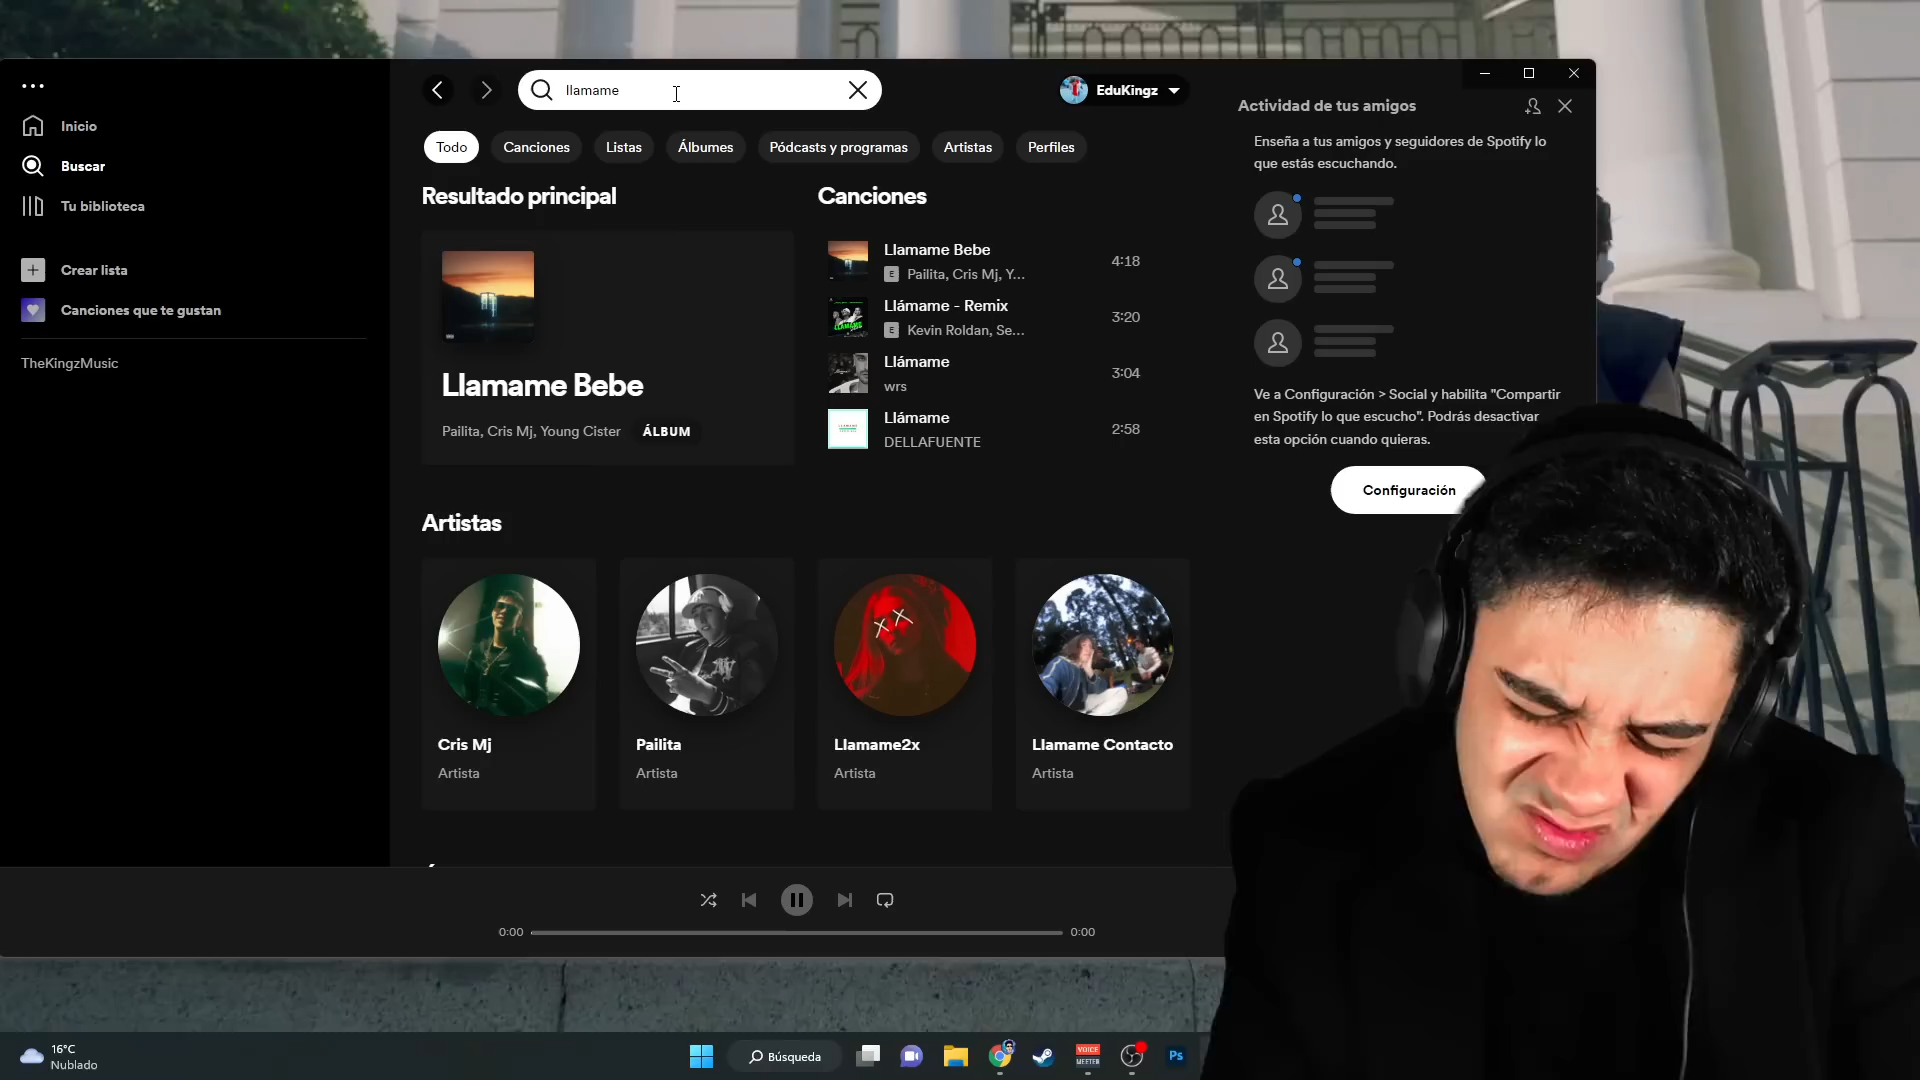 Inicio
Buscar
Tu biblioteca
Crear lista
Canciones que te gustan
TheKingzMusic
llamame
EduKingz
Todo
Canciones
Listas
Álbumes
Pódcasts y programas
Artistas
Perfiles
Resultado principal
Llamame Bebe
Pailita, Cris Mj, Young Cister
ÁLBUM
Canciones
Llamame Bebe
E Pailita, Cris Mj, Y...
4:18
Llámame - Remix
E Kevin Roldan, Se...
3:20
Llámame
wrs
3:04
Llámame
DELLAFUENTE
2:58
Artistas
Cris Mj
Artista
Pailita
Artista
Llamame2x
Artista
Llamame Contacto
Artista
Actividad de tus amigos
Enseña a tus amigos y seguidores de Spotify lo
que estás escuchando.
Ve a Configuración > Social y habilita "Compartir
en Spotify lo que escucho". Podrás desactivar
esta opción cuando quieras.
Configuración
0:00
0:00
16°C
Nublado
Búsqueda
VOICE
MEETER
Ps